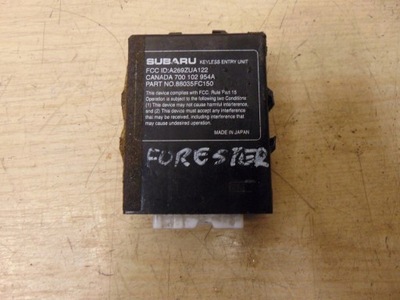 SUBARU KEYLESS ENTRY UNIT
FCC ID:A269ZUA122
CANADA 700 102 954A
PART NO.88035FC150
This device complies with FCC Rule Part 15
Operation is subject to the following two Conditions:
(1) This device may not cause harmful interference,
and (2) This device must accept any interference
that may be received, including interference
that may cause undesired operation.
MADE IN JAPAN
FORESTER